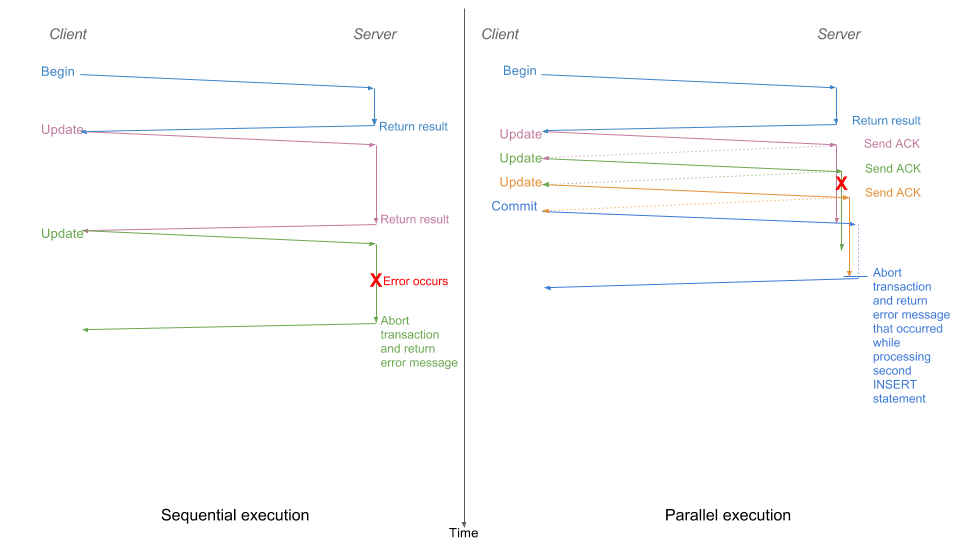 Client
Server
Begin
Return result
Update
Return result
Update
X
Error occurs
Abort
transaction
and return
error message
Sequential execution
Client
Server
Begin
Return result
Update
Send ACK
Update
Send ACK
X
Update
Send ACK
Commit
Abort
transaction
and return
error message
that occurred
while
processing
second
INSERT
statement
Parallel execution
Time